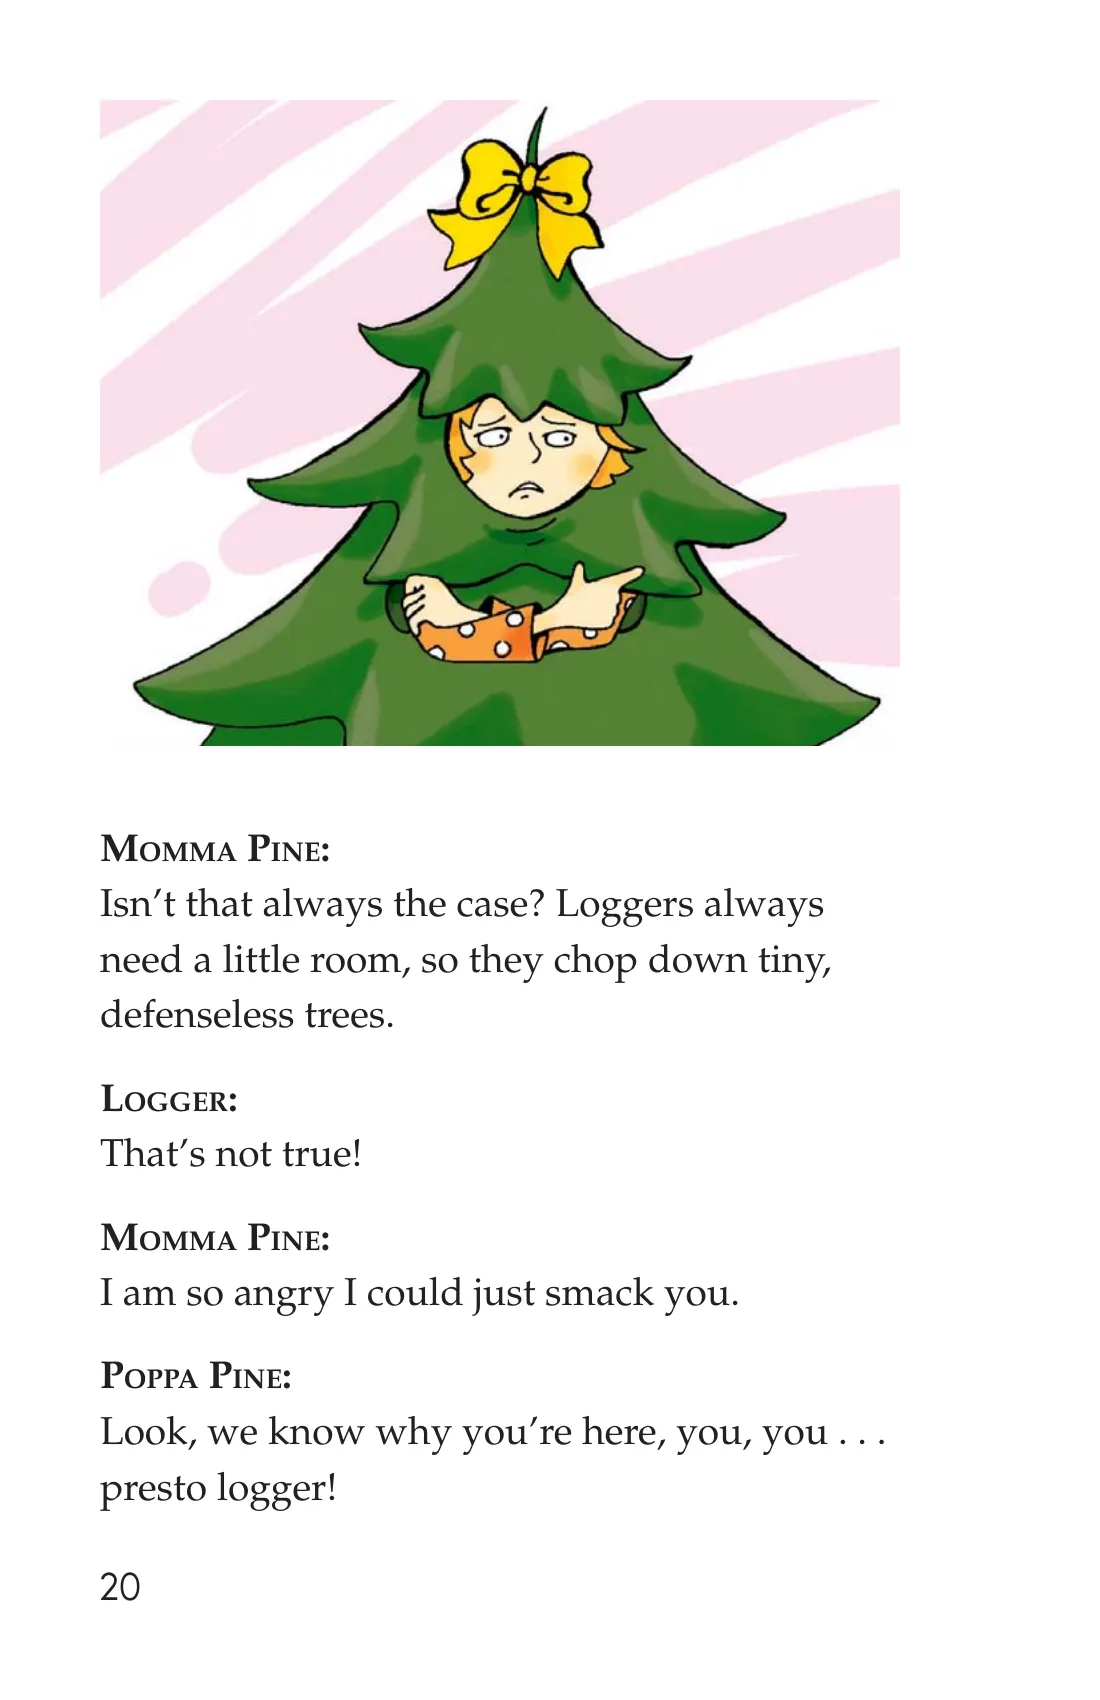 MOMMA PINE:
Isn’t that always the case? Loggers always
need a little room, so they chop down tiny,
defenseless trees.
LOGGER:
That’s not true!
MOMMA PINE:
I am so angry I could just smack you.
POPPA PINE:
Look, we know why you’re here, you, you . . .
presto logger!
20